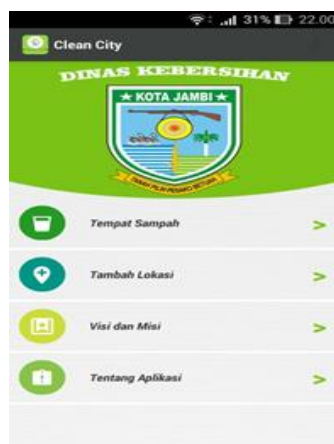 31% 22.00
Clean City
DINAS KEBERSIHAN
KOTA JAMBI
Tempat Sampah
>
Tambah Lokasi
>
Visi dan Misi
>
Tentang Aplikasi
>